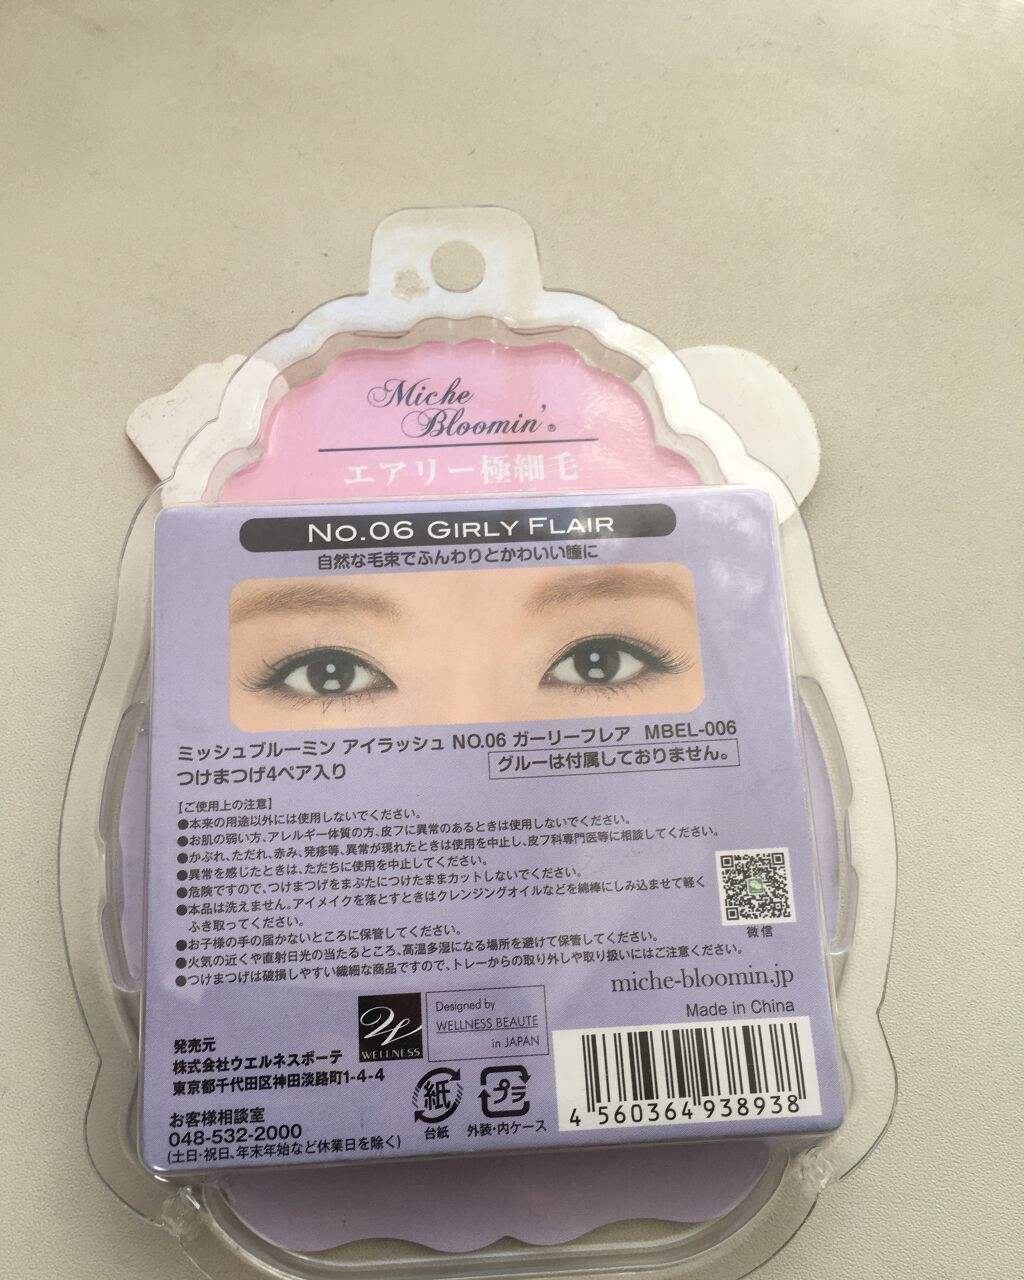 Miche
Bloomin'®
エアリー極細毛
No.06 GIRLY FLAIR
自然な毛束でふんわりとかわいい瞳に
ミッシュブルーミン アイラッシュ NO.06 ガーリーフレア MBEL-006
つけまつげ4ペア入り
グルーは付属しておりません。
【ご使用上の注意】
●本来の用途以外には使用しないでください。
●お肌の弱い方、アレルギー体質の方、皮フに異常のあるときは使用しないでください。
●かぶれ、ただれ、赤み、発疹等、異常が現れたときは使用を中止し、皮フ科専門医等に相談してください。
●異常を感じたときは、ただちに使用を中止してください。
●危険ですので、つけまつげをまぶたにつけたままカットしないでください。
●本品は洗えません。アイメイクを落とすときはクレンジングオイルなどを綿棒にしみ込ませて軽く
ふき取ってください。
●お子様の手の届かないところに保管してください。
●火気の近くや直射日光の当たるところ、高温多湿になる場所を避けて保管してください。
●つけまつげは破損しやすい繊細な商品ですので、トレーからの取り外しや取り扱いにはご注意ください。
微信
miche-bloomin.jp
Made in China
発売元
株式会社ウエルネスボーテ
東京都千代田区神田淡路町1-4-4
お客様相談室
048-532-2000
(土日・祝日、年末年始など休業日を除く)
W
WELLNESS
Designed by
WELLNESS BEAUTE
in JAPAN
紙
台紙
プラ
外装・内ケース
4 560364 938938